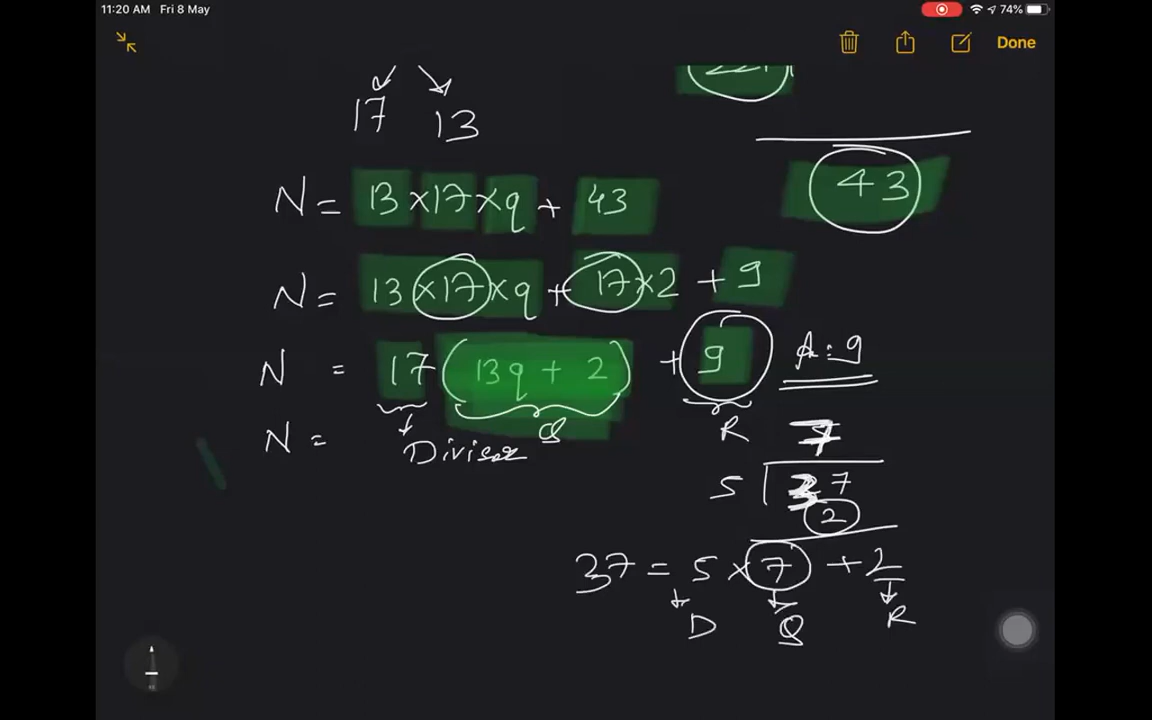 11:20 AM Fri 8 May
74%
Done
17 13
N = 13 × 17 × q + 43
43
N = 13 × 17 × q + 17 × 2 + 9
N = 17 ( 13q + 2 ) + 9 A : 9
N = Divisor Q R
7
5 37
2
37 = 5 × 7 + 2
D Q R